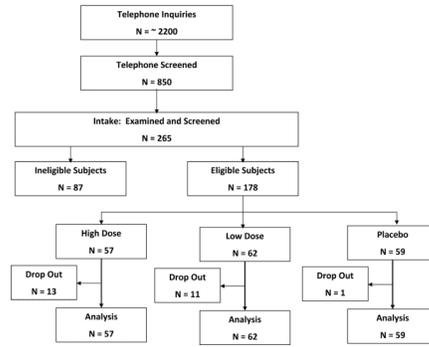 Telephone Inquiries
N = ~ 2200
Telephone Screened
N = 850
Intake: Examined and Screened
N = 265
Ineligible Subjects
N = 87
Eligible Subjects
N = 178
High Dose
N = 57
Low Dose
N = 62
Placebo
N = 59
Drop Out
N = 13
Drop Out
N = 11
Drop Out
N = 1
Analysis
N = 57
Analysis
N = 62
Analysis
N = 59